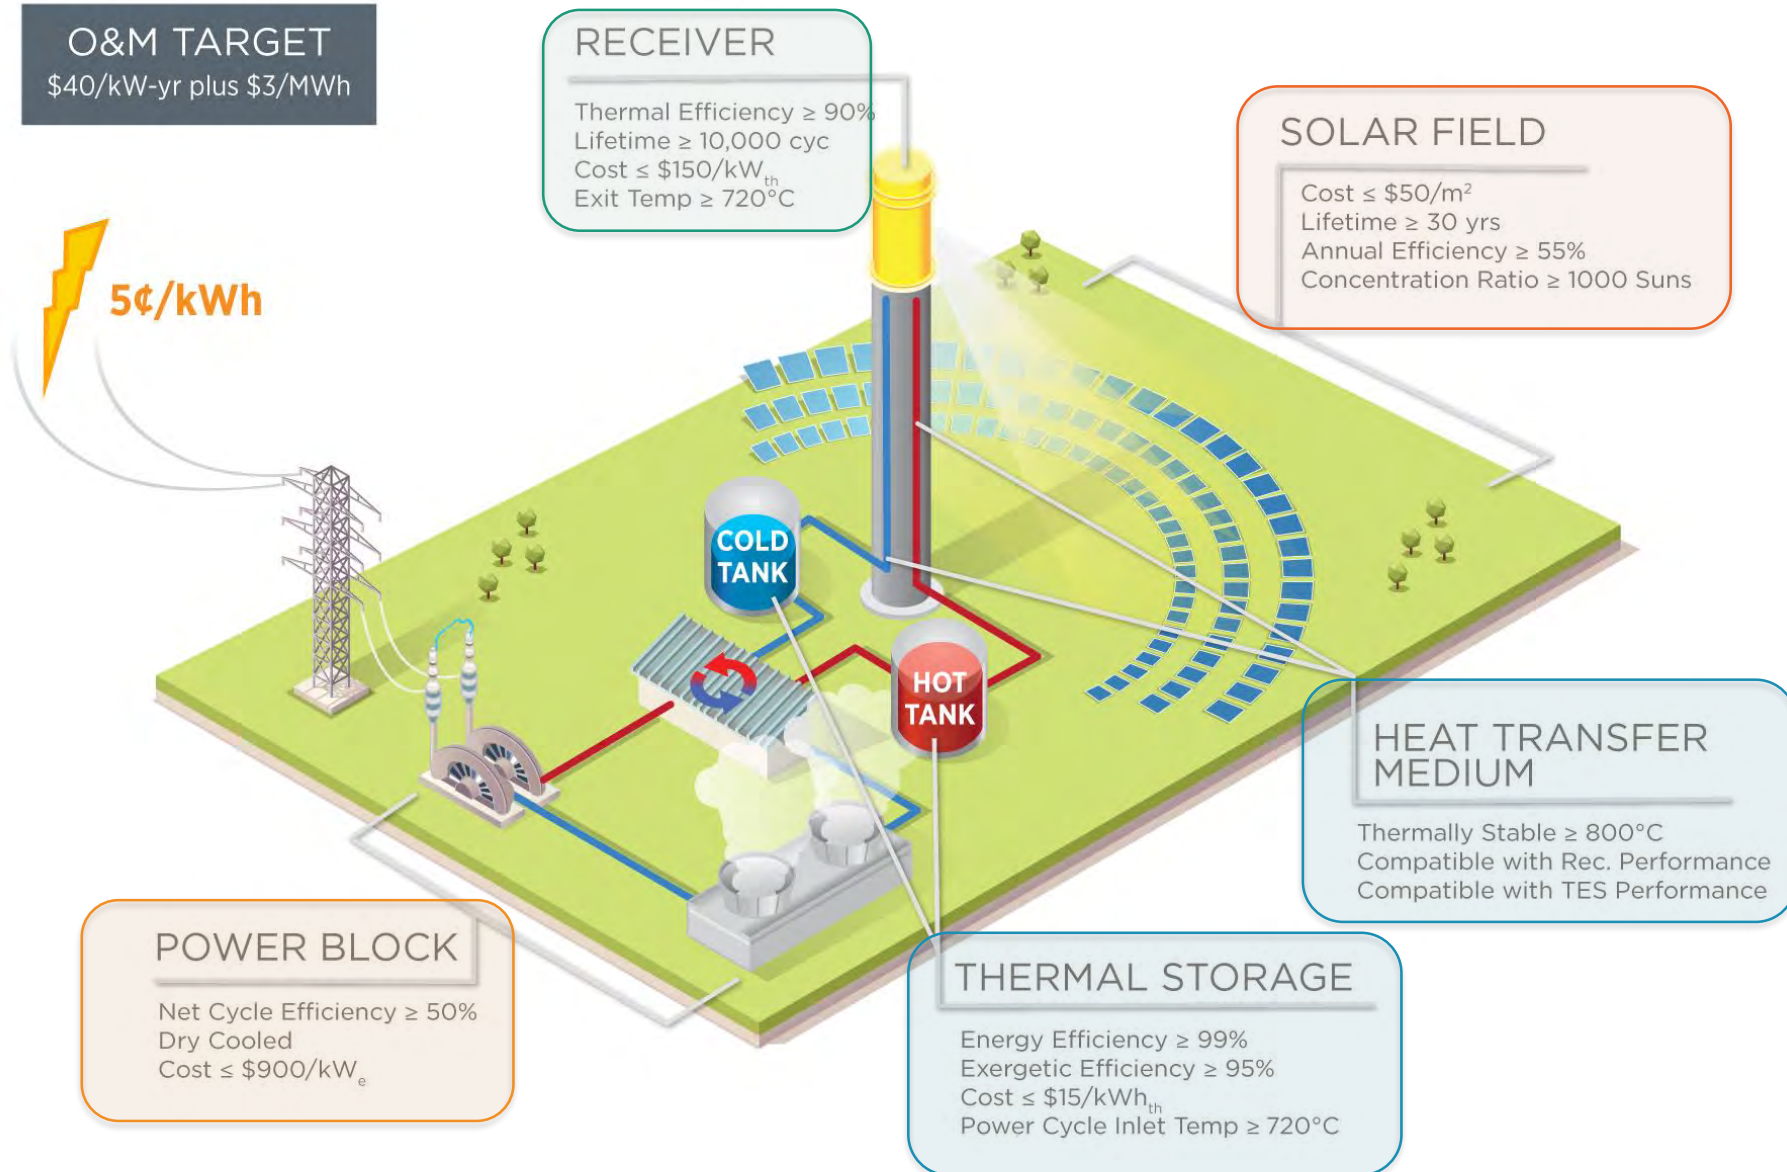 O&M TARGET
$40/kW-yr plus $3/MWh
RECEIVER
Thermal Efficiency ≥ 90%
Lifetime ≥ 10,000 cyc
Cost ≤ $150/kWth
Exit Temp ≥ 720°C
SOLAR FIELD
Cost ≤ $50/m²
Lifetime ≥ 30 yrs
Annual Efficiency ≥ 55%
Concentration Ratio ≥ 1000 Suns
5¢/kWh
COLD
TANK
HOT
TANK
HEAT TRANSFER
MEDIUM
Thermally Stable ≥ 800°C
Compatible with Rec. Performance
Compatible with TES Performance
POWER BLOCK
Net Cycle Efficiency ≥ 50%
Dry Cooled
Cost ≤ $900/kWe
THERMAL STORAGE
Energy Efficiency ≥ 99%
Exergetic Efficiency ≥ 95%
Cost ≤ $15/kWhth
Power Cycle Inlet Temp ≥ 720°C